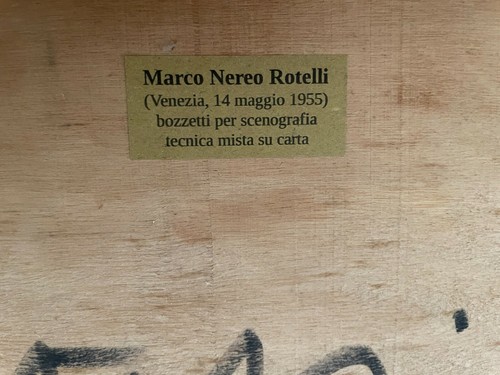 Marco Nereo Rotelli
(Venezia, 14 maggio 1955)
bozzetti per scenografia
tecnica mista su carta